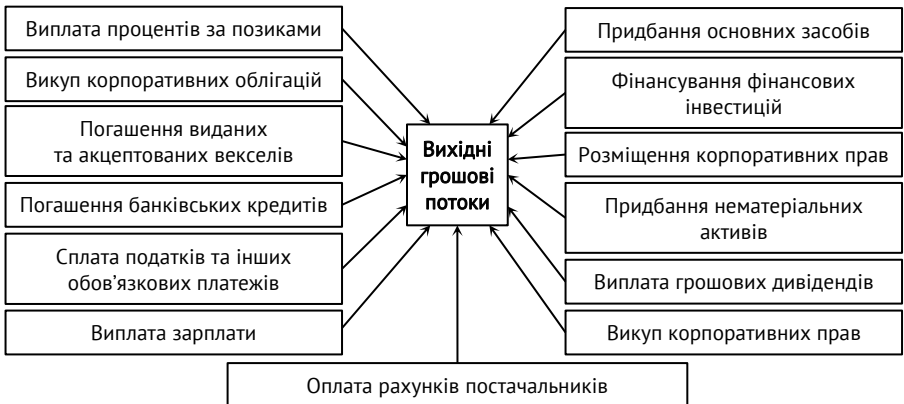 Виплата процентів за позиками
Викуп корпоративних облігацій
Погашення виданих
та акцептованих векселів
Погашення банківських кредитів
Сплата податків та інших
обов’язкових платежів
Виплата зарплати
Вихідні
грошові
потоки
Придбання основних засобів
Фінансування фінансових
інвестицій
Розміщення корпоративних прав
Придбання нематеріальних
активів
Виплата грошових дивідендів
Викуп корпоративних прав
Оплата рахунків постачальників